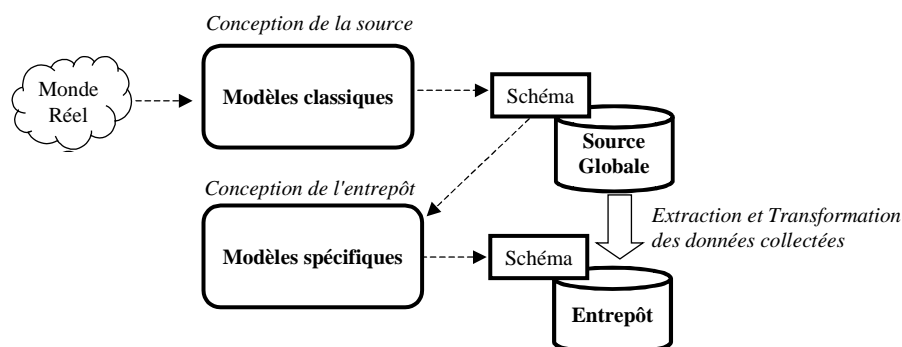 Conception de la source
Monde
Réel
Modèles classiques
Schéma
Source
Globale
Conception de l'entrepôt
Extraction et Transformation
des données collectées
Modèles spécifiques
Schéma
Entrepôt